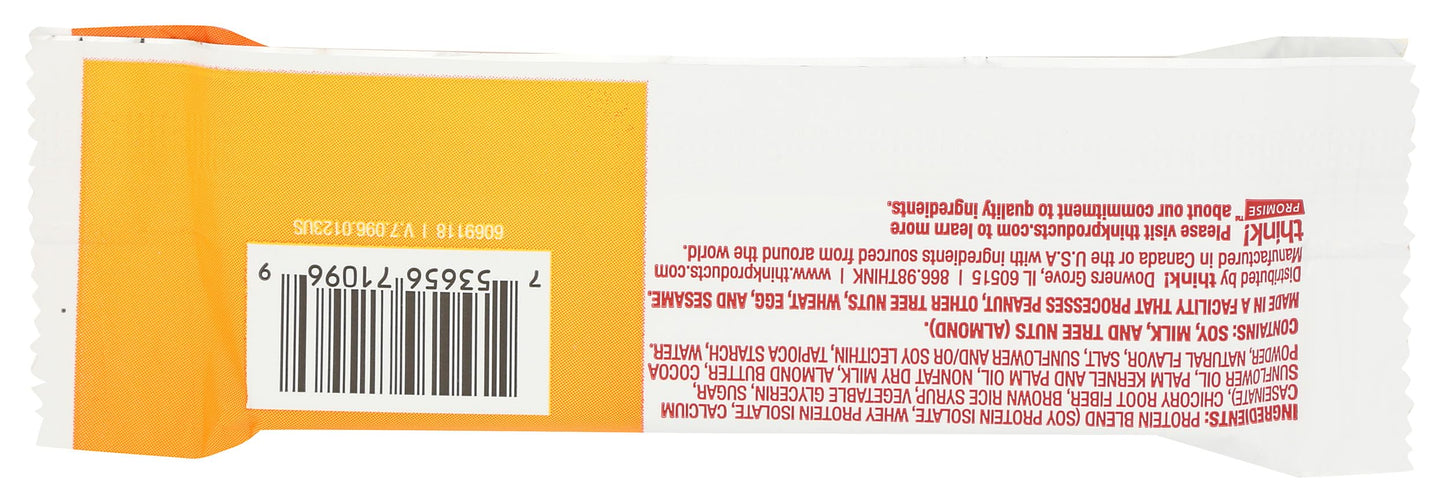 INGREDIENTS: PROTEIN BLEND (SOY PROTEIN ISOLATE, WHEY PROTEIN ISOLATE, CALCIUM
CASEINATE), CHICORY ROOT FIBER, BROWN RICE SYRUP, VEGETABLE GLYCERIN, SUGAR,
SUNFLOWER OIL, PALM KERNEL AND PALM OIL, NONFAT DRY MILK, ALMOND BUTTER, COCOA
POWDER, NATURAL FLAVOR, SALT, SUNFLOWER AND/OR SOY LECITHIN, TAPIOCA STARCH, WATER.
CONTAINS: SOY, MILK, AND TREE NUTS (ALMOND).
MADE IN A FACILITY THAT PROCESSES PEANUT, OTHER TREE NUTS, WHEAT, EGG, AND SESAME.
Distributed by think! Downers Grove, IL 60515 | 866.98THINK | www.thinkproducts.com
Manufactured in Canada or the U.S.A with ingredients sourced from around the world.
think! Please visit thinkproducts.com to learn more
PROMISE™ about our commitment to quality ingredients.
7 53656 71096 9
6069118 | V.7.096.0123US